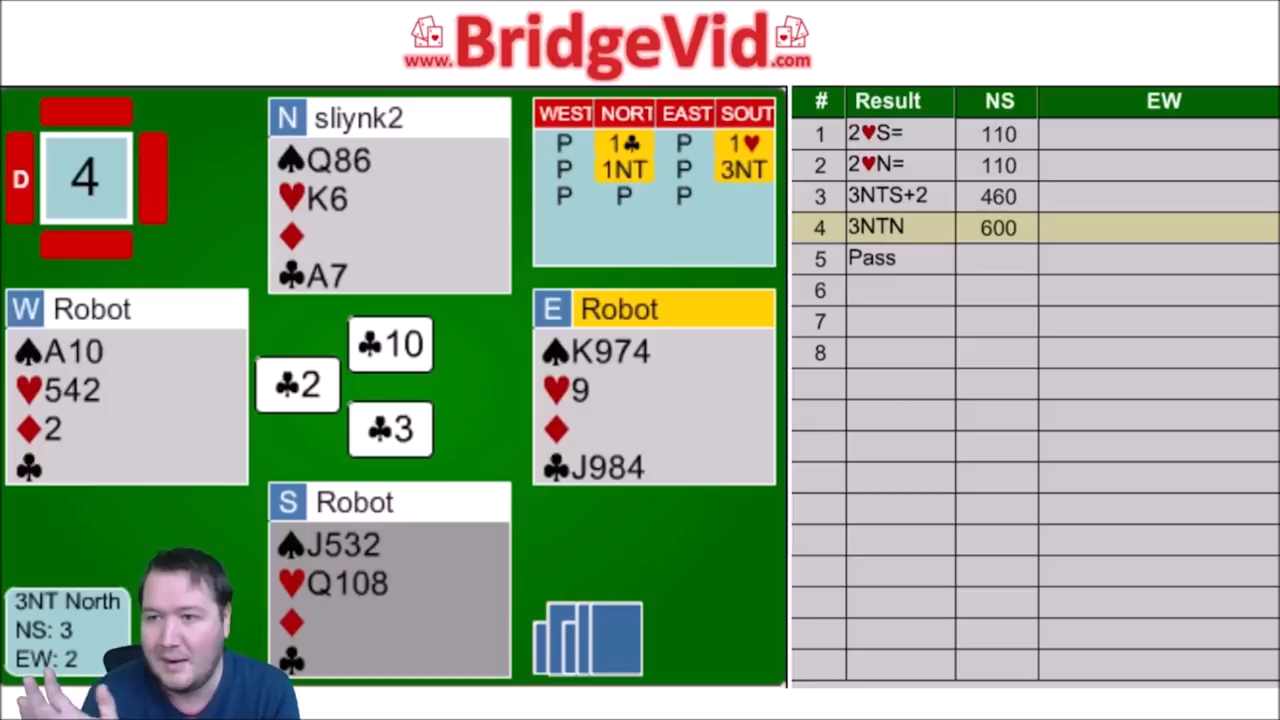 BridgeVid
www. .com
4
D
N sliynk2
♠Q86
♥K6
♦
♣A7
WEST NORT EAST SOUT
P 1♣ P 1♥
P 1NT P 3NT
P P P
W Robot
♠A10
♥542
♦2
♣
♣10
♣2
♣3
E Robot
♠K974
♥9
♦
♣J984
S Robot
♠J532
♥Q108
♦
♣
3NT North
NS: 3
EW: 2
# Result NS EW
1 2♥S= 110
2 2♥N= 110
3 3NTS+2 460
4 3NTN 600
5 Pass
6
7
8